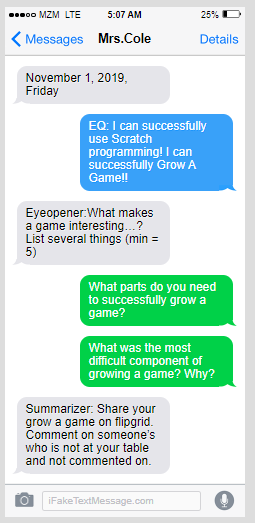 MZM LTE 5:07 AM 25%
Messages Mrs.Cole Details
November 1, 2019,
Friday
EQ: I can successfully
use Scratch
programming! I can
successfully Grow A
Game!!
Eyeopener:What makes
a game interesting...?
List several things (min =
5)
What parts do you need
to successfully grow a
game?
What was the most
difficult component of
growing a game? Why?
Summarizer: Share your
grow a game on flipgrid.
Comment on someone's
who is not at your table
and not commented on.
iFakeTextMessage.com